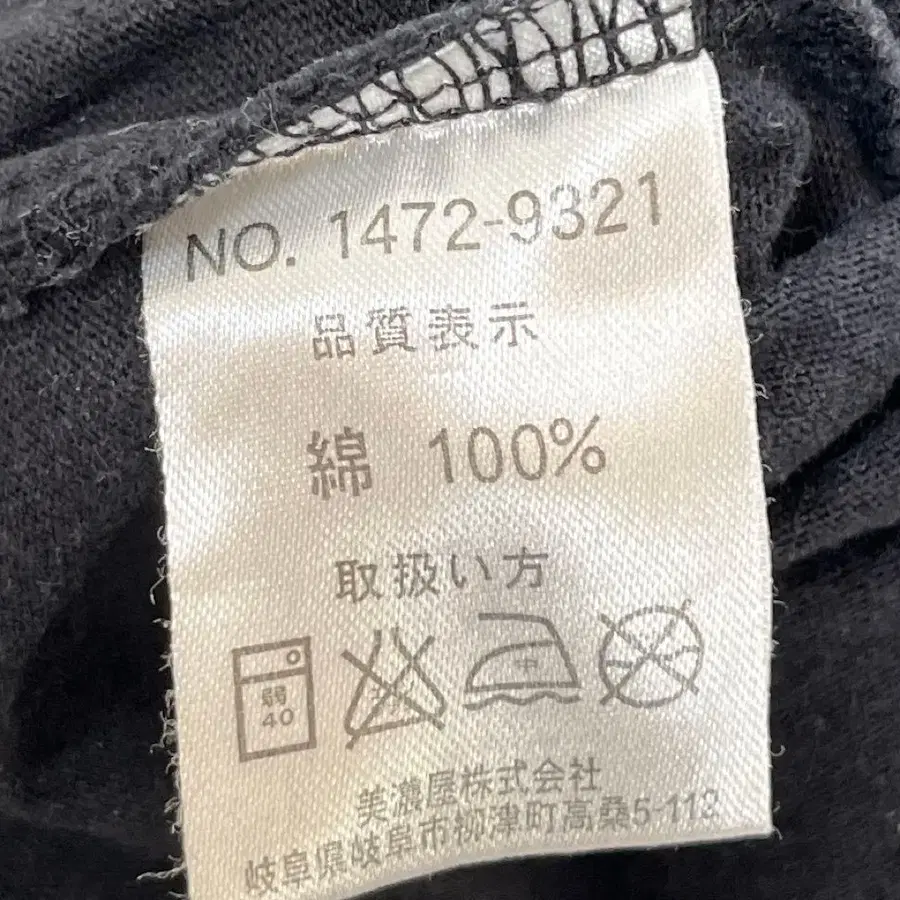 NO. 1472-9321
品質表示
綿 100%
取扱い方
弱
40
中
美濃屋株式会社
岐阜県岐阜市柳津町高桑5-112